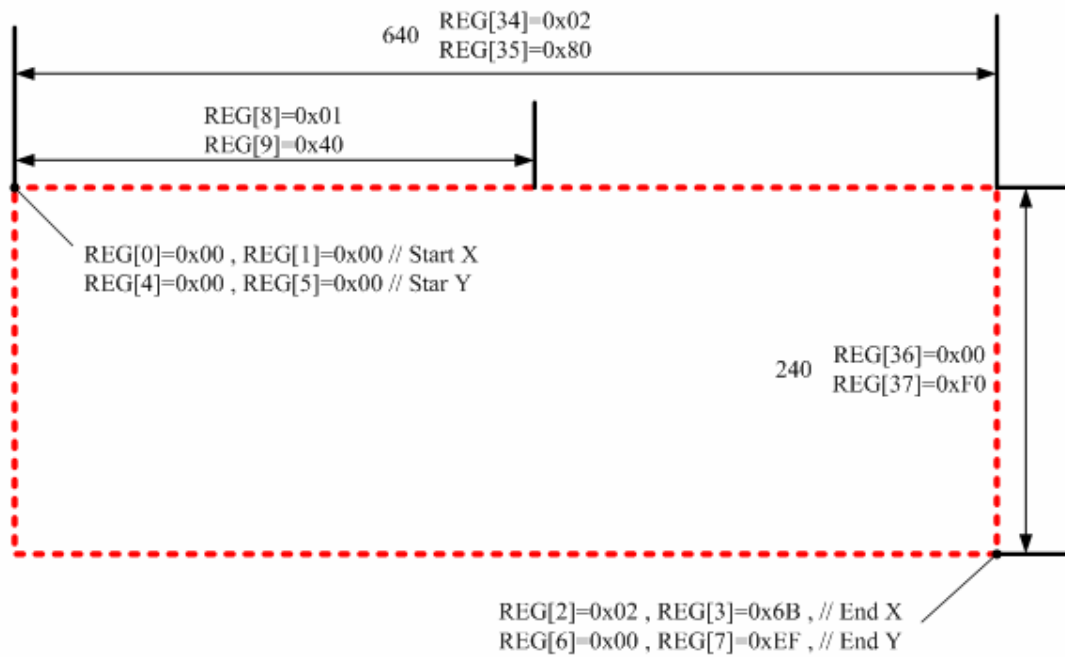 640
REG[34]=0x02
REG[35]=0x80
REG[8]=0x01
REG[9]=0x40
REG[0]=0x00 , REG[1]=0x00 // Start X
REG[4]=0x00 , REG[5]=0x00 // Star Y
240
REG[36]=0x00
REG[37]=0xF0
REG[2]=0x02 , REG[3]=0x6B , // End X
REG[6]=0x00 , REG[7]=0xEF , // End Y